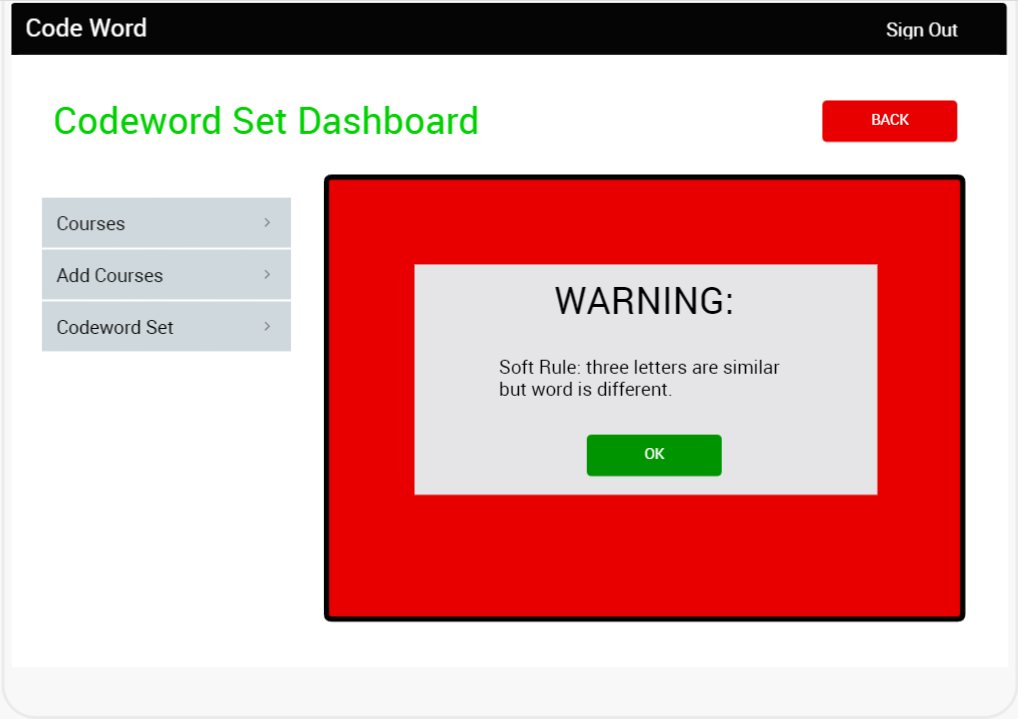 Code Word
Sign Out
Codeword Set Dashboard
BACK
Courses
Add Courses
Codeword Set
WARNING:
Soft Rule: three letters are similar
but word is different.
OK